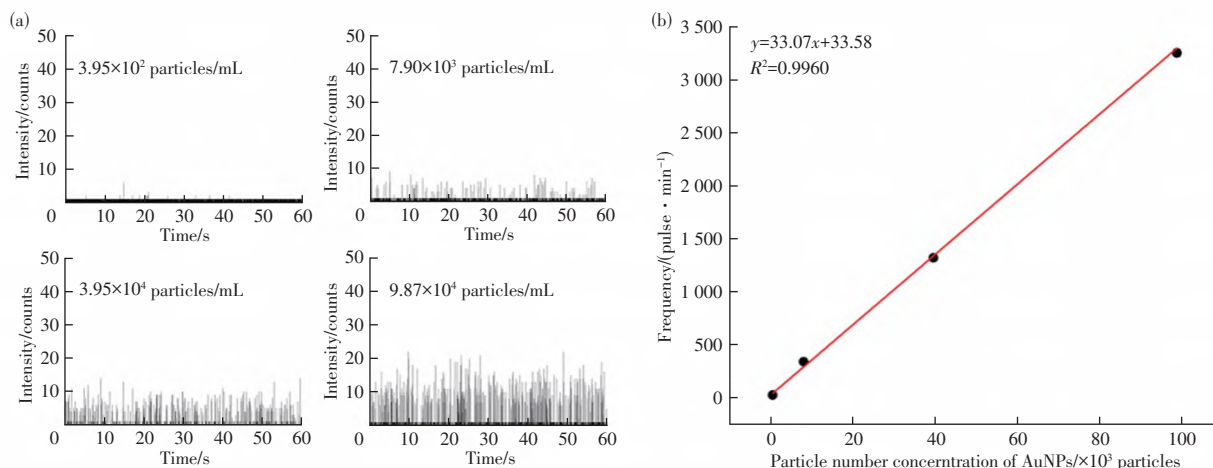 (a)
50
40
30
20
10
0
Intensity/counts
3.95×10² particles/mL
10 20 30 40 50 60
Time/s
50
40
30
20
10
0
Intensity/counts
7.90×10³ particles/mL
10 20 30 40 50 60
Time/s
50
40
30
20
10
0
Intensity/counts
3.95×10⁴ particles/mL
10 20 30 40 50 60
Time/s
50
40
30
20
10
0
Intensity/counts
9.87×10⁴ particles/mL
10 20 30 40 50 60
Time/s
(b)
y=33.07x+33.58
R²=0.9960
3 500
3 000
2 500
2 000
1 500
1 000
500
0
Frequency/(pulse·min⁻¹)
0 20 40 60 80 100
Particle number concerntration of AuNPs/×10³ particles